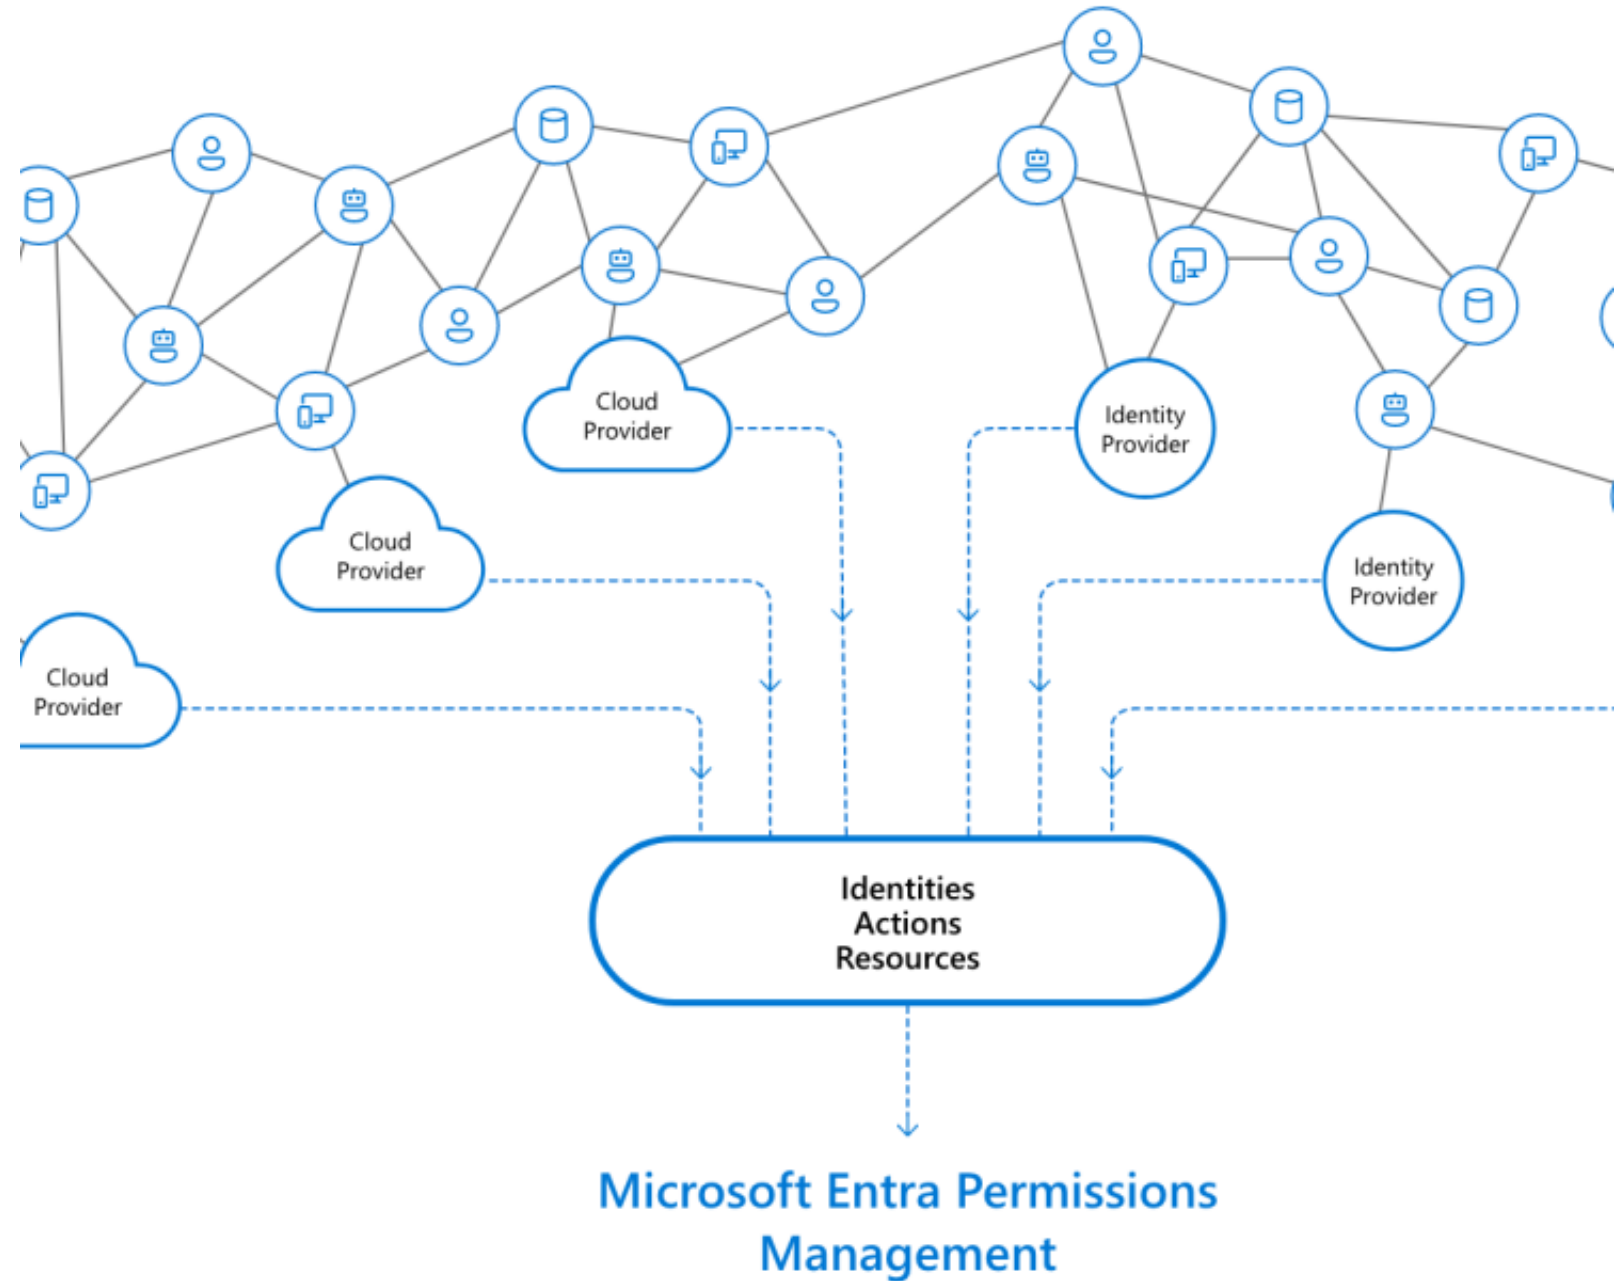 Cloud
Provider
Identity
Provider
Cloud
Provider
Identity
Provider
Cloud
Provider
Identities
Actions
Resources
Microsoft Entra Permissions
Management